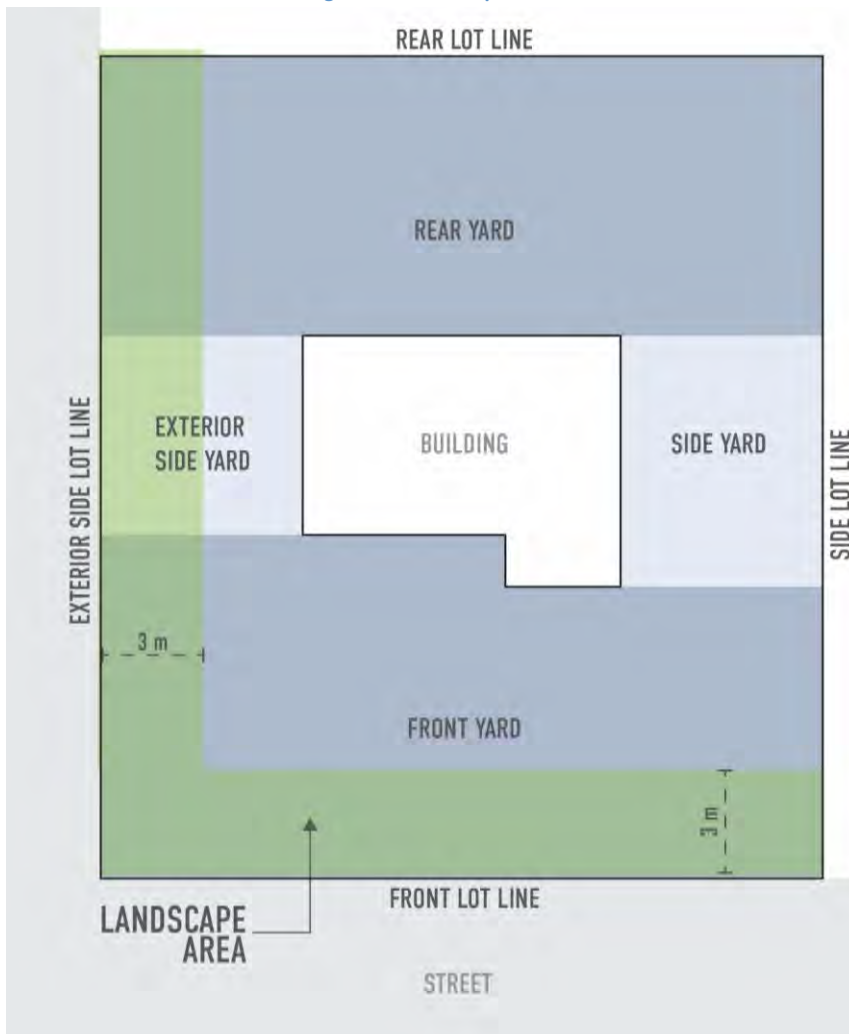 REAR LOT LINE
REAR YARD
EXTERIOR SIDE LOT LINE
EXTERIOR
SIDE YARD
BUILDING
SIDE YARD
SIDE LOT LINE
3 m
FRONT YARD
3 m
FRONT LOT LINE
LANDSCAPE
AREA
STREET